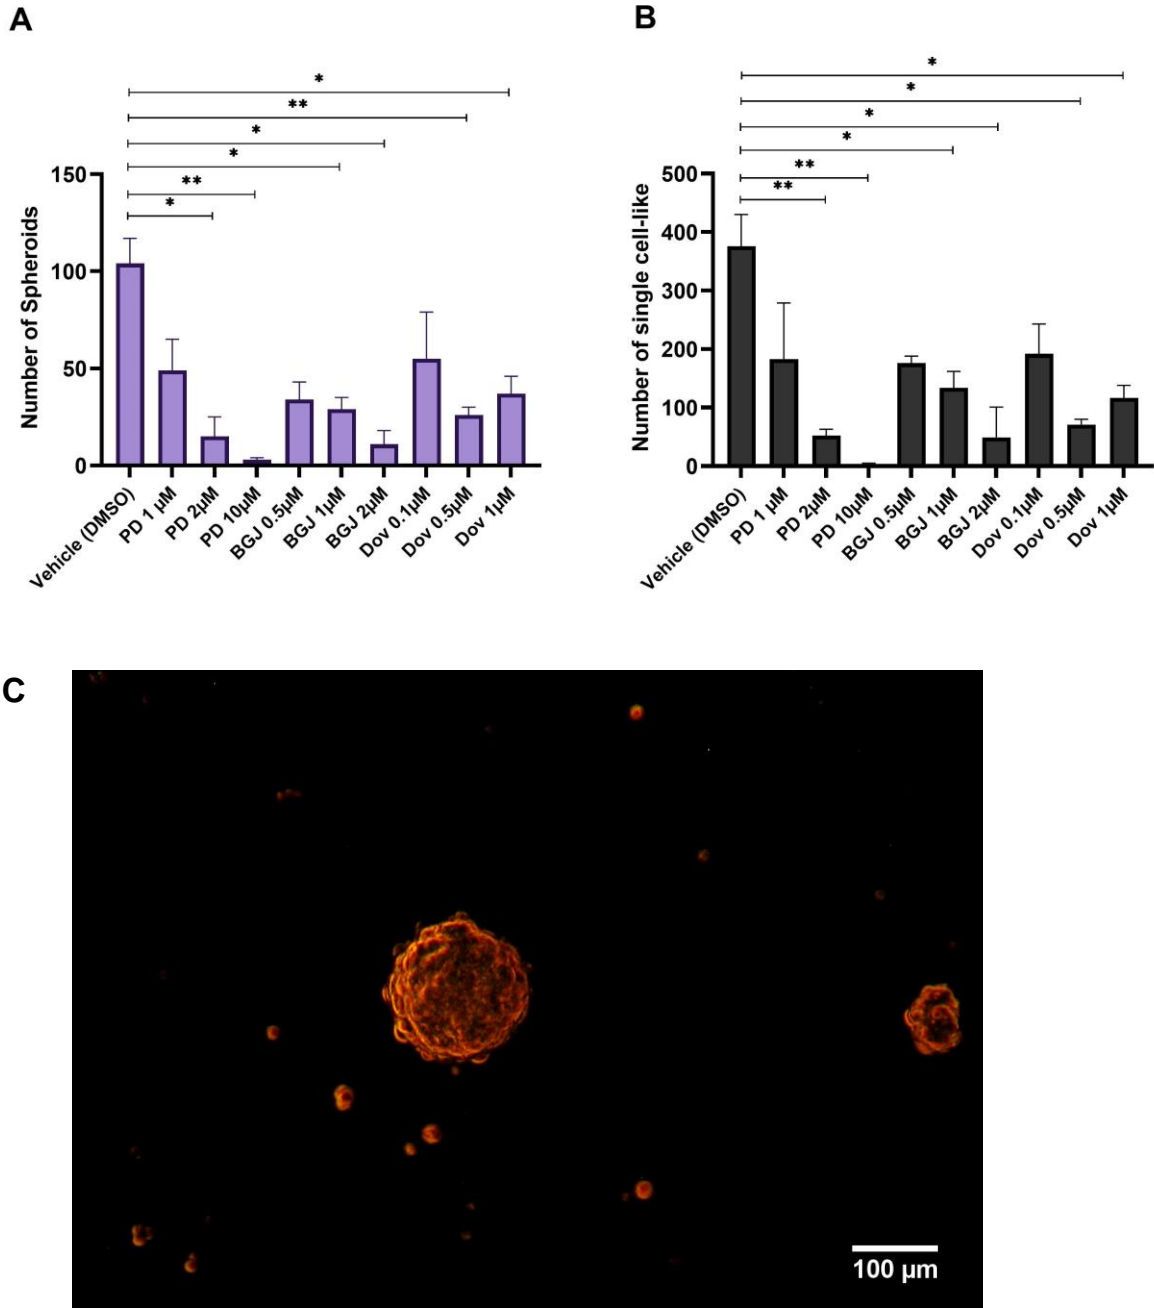 A
*
**
*
*
**
*
Number of Spheroids
150
100
50
0
Vehicle (DMSO)
PD 1 µM
PD 2µM
PD 10µM
BGJ 0.5µM
BGJ 1µM
BGJ 2µM
Dov 0.1µM
Dov 0.5µM
Dov 1µM
B
*
*
*
*
**
**
Number of single cell-like
500
400
300
200
100
0
Vehicle (DMSO)
PD 1 µM
PD 2µM
PD 10µM
BGJ 0.5µM
BGJ 1µM
BGJ 2µM
Dov 0.1µM
Dov 0.5µM
Dov 1µM
C
100 µm